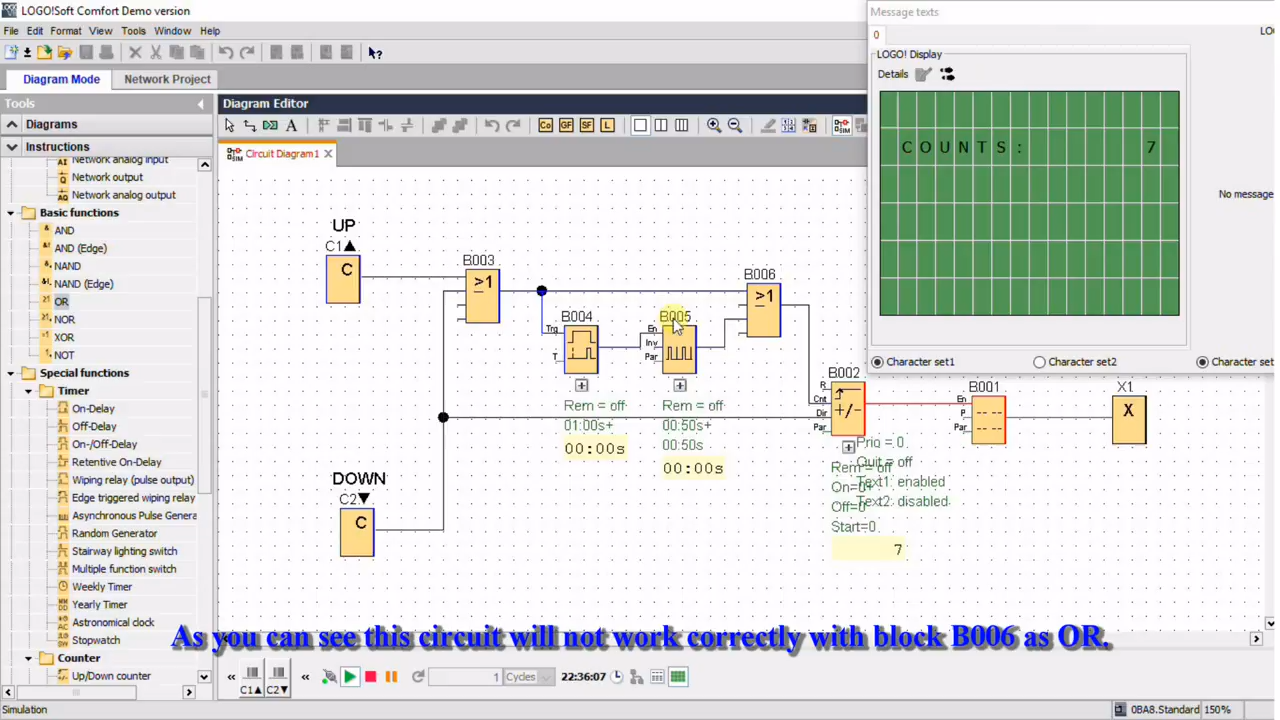 LOGO!Soft Comfort Demo version
File Edit Format View Tools Window Help
Diagram Mode
Network Project
Tools
Diagrams
Instructions
Network analog input
Network output
Network analog output
Basic functions
AND
AND (Edge)
NAND
NAND (Edge)
OR
NOR
XOR
NOT
Special functions
Timer
On-Delay
Off-Delay
On-/Off-Delay
Retentive On-Delay
Wiping relay (pulse output)
Edge triggered wiping relay
Asynchronous Pulse Genera
Random Generator
Stairway lighting switch
Multiple function switch
Weekly Timer
Yearly Timer
Astronomical clock
Stopwatch
Counter
Up/Down counter
Diagram Editor
A Co GF SF L
Circuit Diagram1
UP
C1▲
C
B003
≥1
B004
Trg
T
Rem = off
01:00s+
00:00s
B005
En
Inv
Par
Rem = off
00:50s+
00:50s
00:00s
B006
≥1
B002
R
Cnt
Dir
Par
+/-
Rem = off
On=0+
Off=0
Start=0
7
B001
En
P
Par
Prio = 0
Quit = off
Text1: enabled
Text2: disabled
X1
X
DOWN
C2▼
C
Message texts
0
LO
LOGO! Display
Details
COUNTS: 7
No message
Character set1
Character set2
Character set
As you can see this circuit will not work correctly with block B006 as OR.
C1▲ C2▼
1 Cycles
22:36:07
Simulation
0BA8.Standard 150%